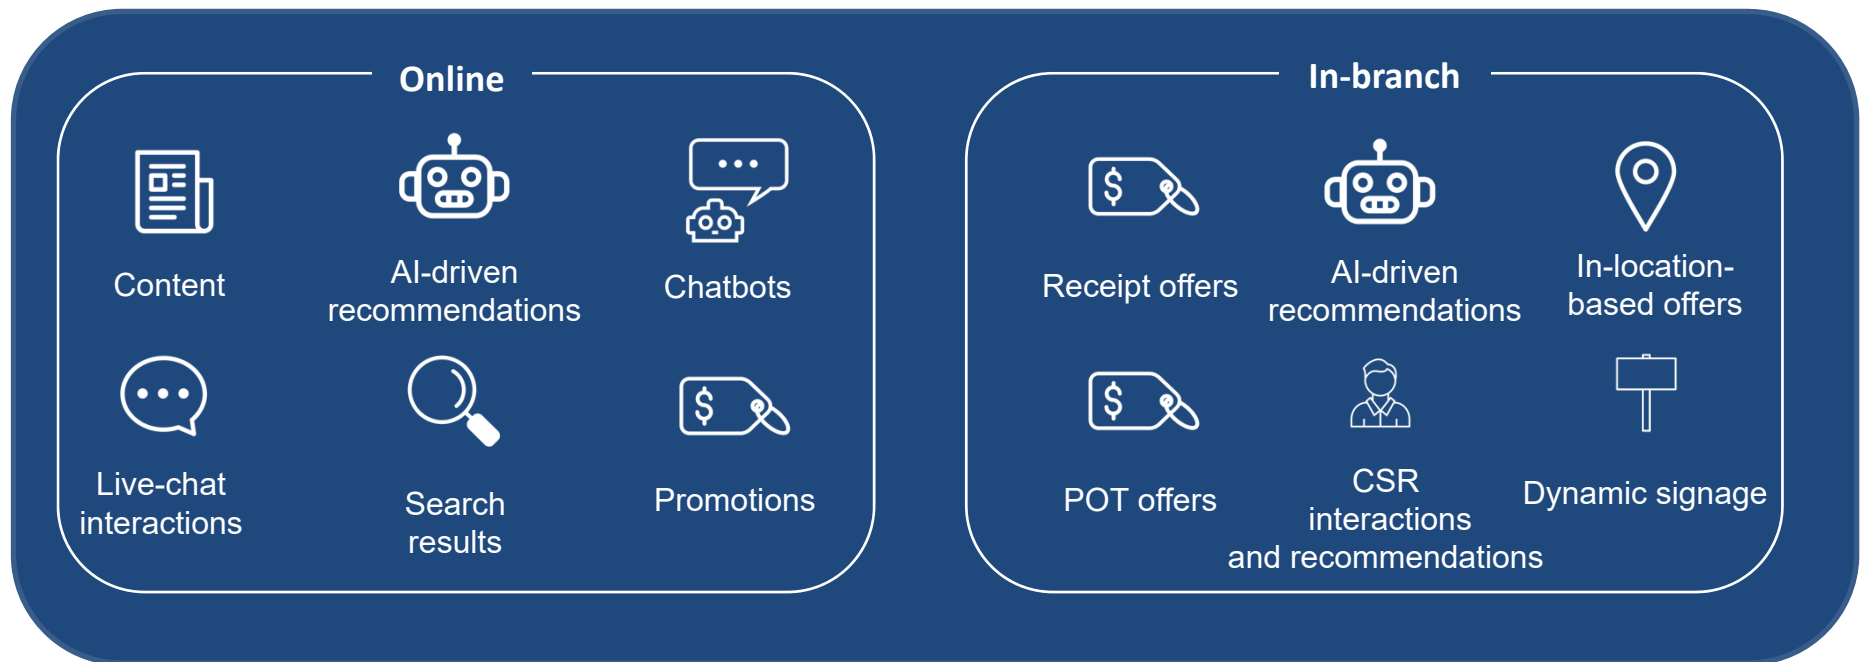 Online
Content
AI-driven
recommendations
Chatbots
Live-chat
interactions
Search
results
Promotions
In-branch
Receipt offers
AI-driven
recommendations
In-location-
based offers
POT offers
CSR
interactions
and recommendations
Dynamic signage